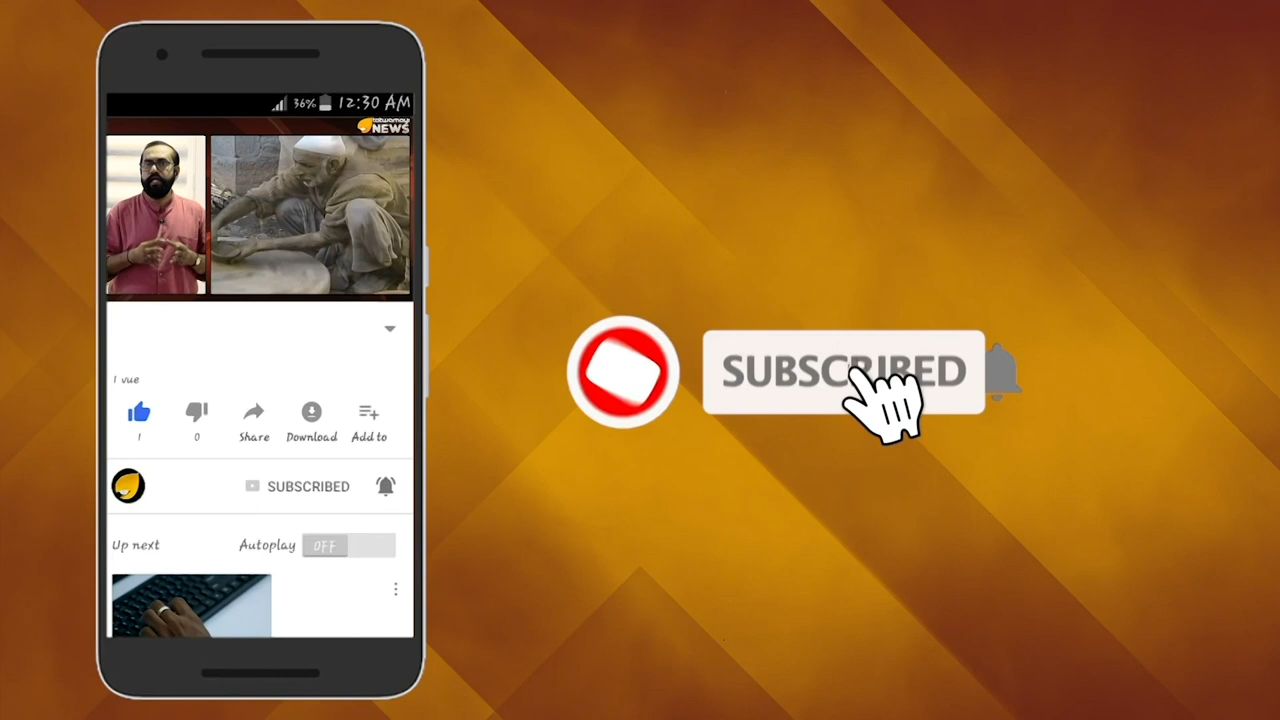 36% 12:30 AM
tatwamayi
NEWS
1 vue
1
0
Share
Download
Add to
SUBSCRIBED
Up next
Autoplay
OFF
SUBSCRIBED